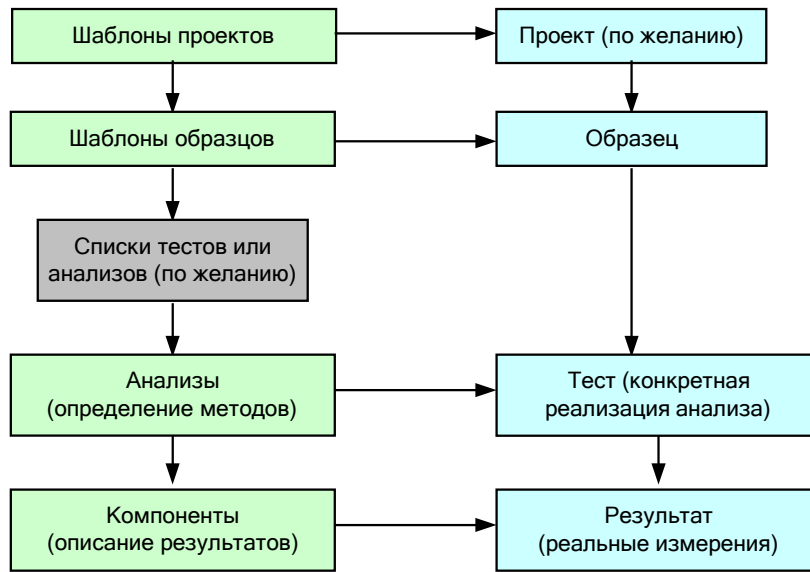 Шаблоны проектов
Проект (по желанию)
Шаблоны образцов
Образец
Списки тестов или
анализов (по желанию)
Анализы
(определение методов)
Тест (конкретная
реализация анализа)
Компоненты
(описание результатов)
Результат
(реальные измерения)